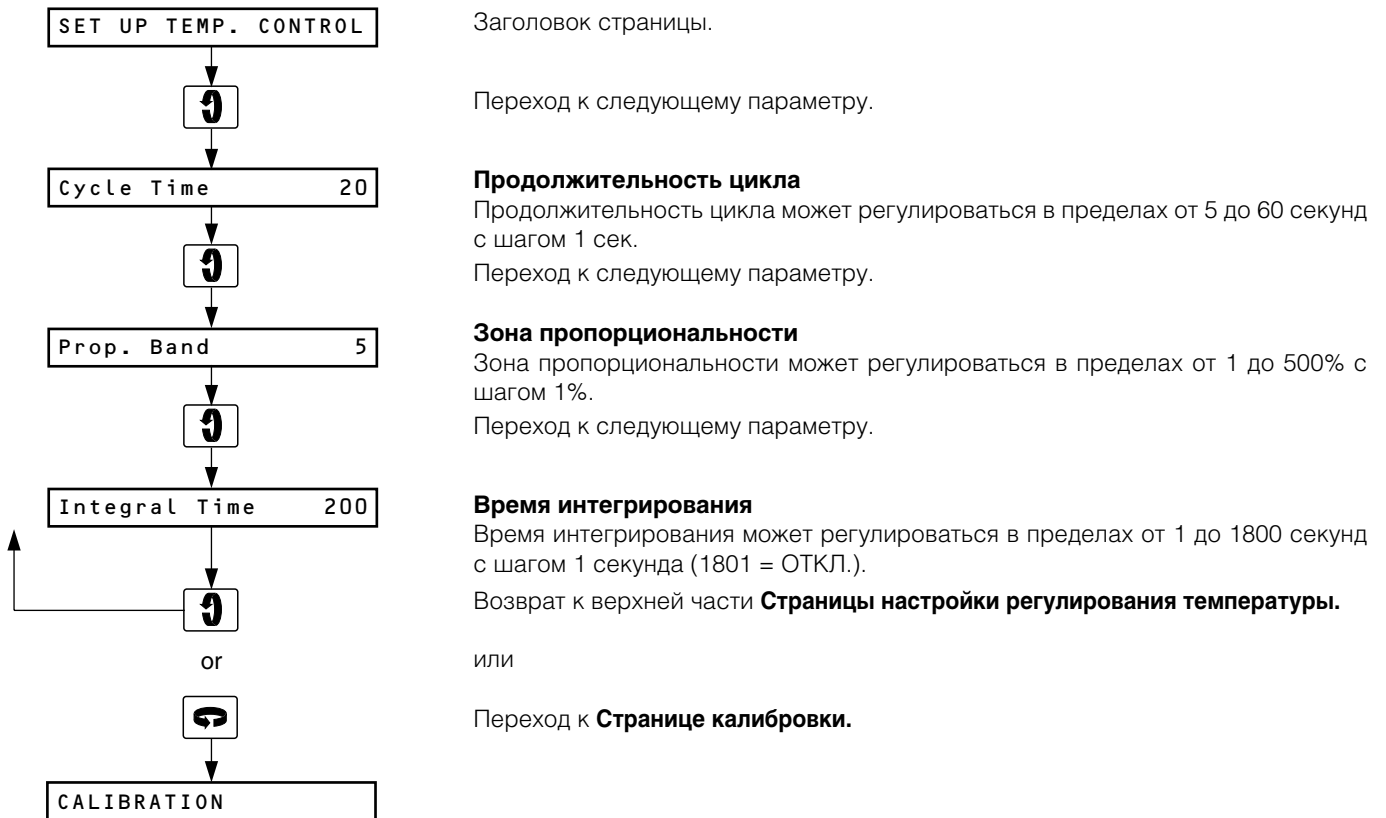 SET UP TEMP. CONTROL
Заголовок страницы.
Переход к следующему параметру.
Cycle Time 20
Продолжительность цикла
Продолжительность цикла может регулироваться в пределах от 5 до 60 секунд
с шагом 1 сек.
Переход к следующему параметру.
Prop. Band 5
Зона пропорциональности
Зона пропорциональности может регулироваться в пределах от 1 до 500% с
шагом 1%.
Переход к следующему параметру.
Integral Time 200
Время интегрирования
Время интегрирования может регулироваться в пределах от 1 до 1800 секунд
с шагом 1 секунда (1801 = ОТКЛ.).
Возврат к верхней части Страницы настройки регулирования температуры.
or
или
Переход к Странице калибровки.
CALIBRATION